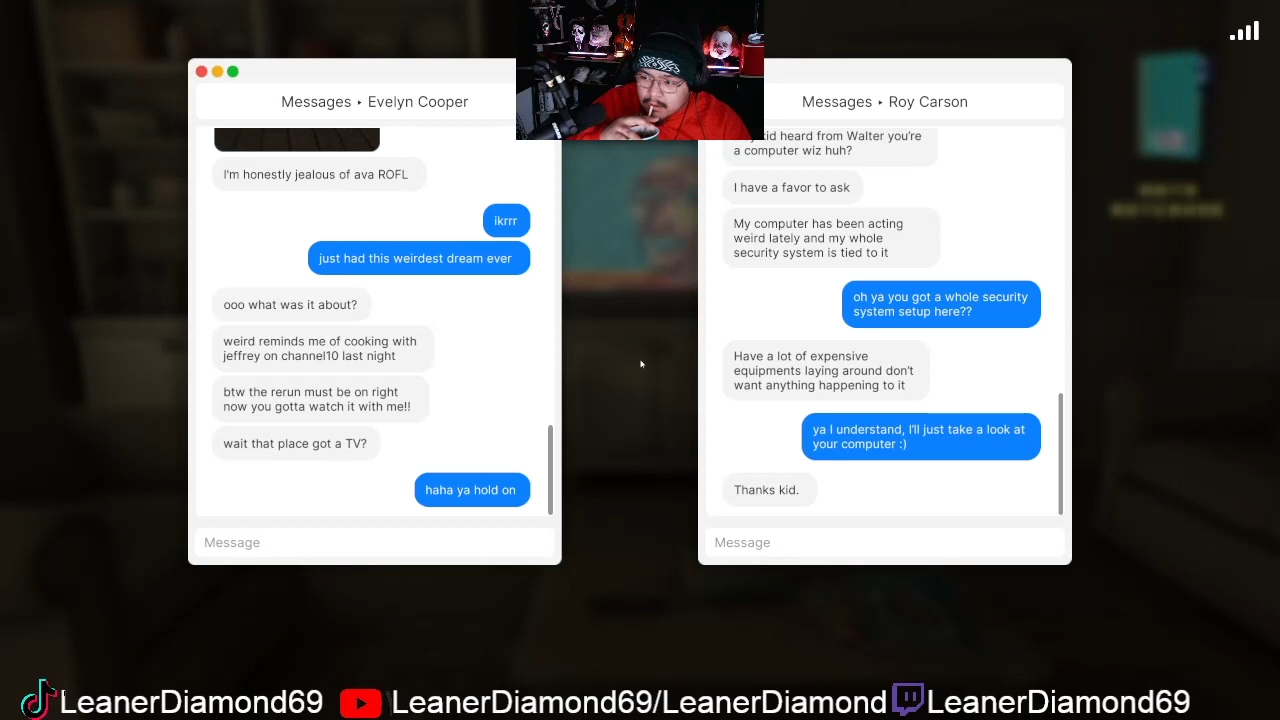 Messages ▸ Evelyn Cooper
I'm honestly jealous of ava ROFL
ikrrr
just had this weirdest dream ever
ooo what was it about?
weird reminds me of cooking with
jeffrey on channel10 last night
btw the rerun must be on right
now you gotta watch it with me!!
wait that place got a TV?
haha ya hold on
Message
Messages ▸ Roy Carson
kid heard from Walter you're
a computer wiz huh?
I have a favor to ask
My computer has been acting
weird lately and my whole
security system is tied to it
oh ya you got a whole security
system setup here??
Have a lot of expensive
equipments laying around don't
want anything happening to it
ya I understand, I'll just take a look at
your computer :)
Thanks kid.
Message
LeanerDiamond69
LeanerDiamond69/LeanerDiamond
LeanerDiamond69